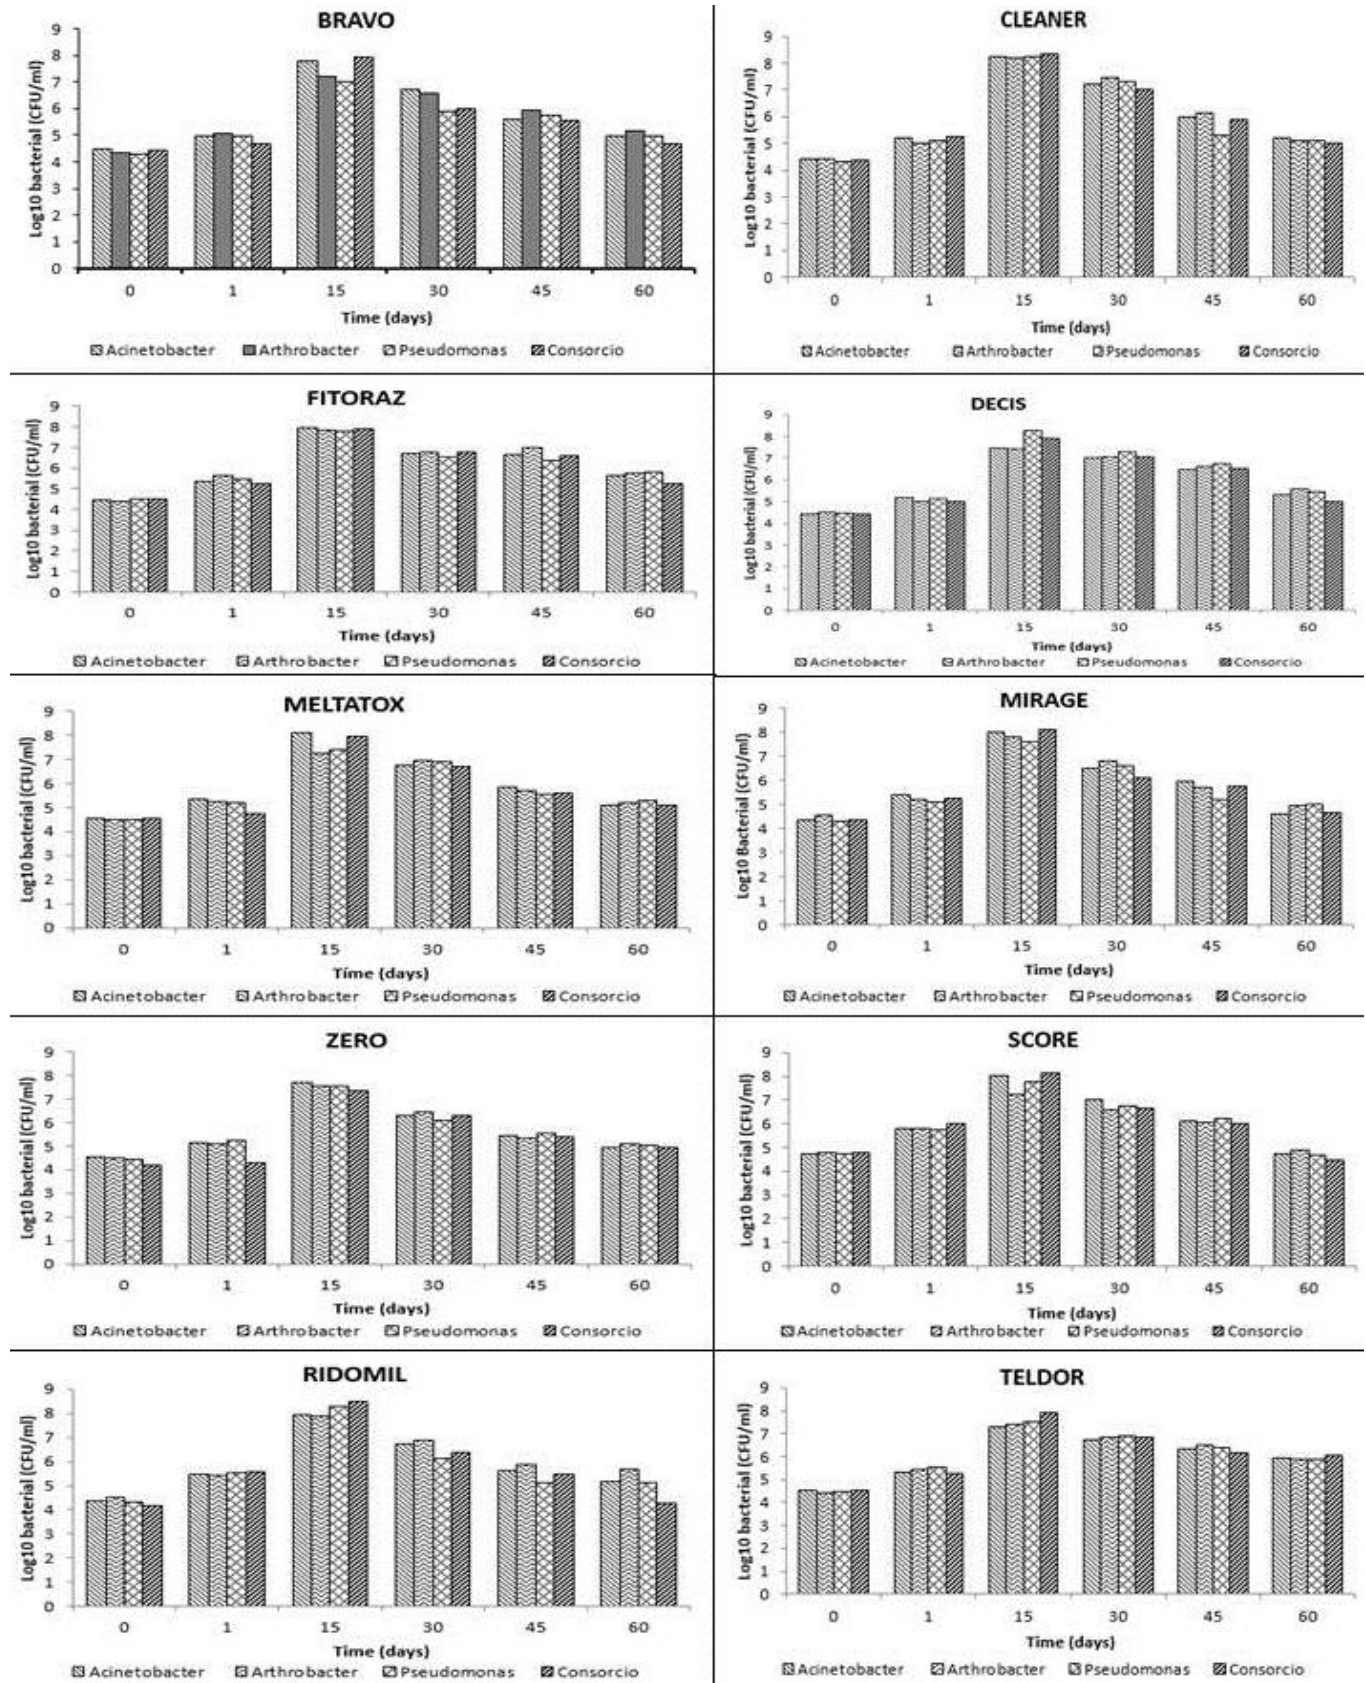 BRAVO
Log10 bacterial (CFU/ml)
9
8
7
6
5
4
3
2
1
0
0 1 15 30 45 60
Time (days)
Acinetobacter Arthrobacter Pseudomonas Consorcio
CLEANER
Log10 bacterial (CFU/ml)
9
8
7
6
5
4
3
2
1
0
0 1 15 30 45 60
Time (days)
Acinetobacter Arthrobacter Pseudomonas Consorcio
FITORAZ
Log10 bacterial (CFU/ml)
9
8
7
6
5
4
3
2
1
0
0 1 15 30 45 60
Time (days)
Acinetobacter Arthrobacter Pseudomonas Consorcio
DECIS
Log10 bacterial (CFU/ml)
9
8
7
6
5
4
3
2
1
0
0 1 15 30 45 60
Time (days)
Acinetobacter Arthrobacter Pseudomonas Consorcio
MELTATOX
Log10 bacterial (CFU/ml)
9
8
7
6
5
4
3
2
1
0
0 1 15 30 45 60
Tíme (days)
Acinetobacter Arthrobacter Pseudomonas Consorcio
MIRAGE
Log10 Bacterial (CFU/ml)
9
8
7
6
5
4
3
2
1
0
0 1 15 30 45 60
Time (days)
Acinetobacter Arthrobacter Pseudomonas Consorcio
ZERO
Log10 bacterial (CFU/ml)
9
8
7
6
5
4
3
2
1
0
0 1 15 30 45 60
Time (days)
Acinetobacter Arthrobacter Pseudomonas Consorcio
SCORE
Log10 bacterial (CFU/ml)
9
8
7
6
5
4
3
2
1
0
0 1 15 30 45 60
Time (days)
Acinetobacter Arthrobacter Pseudomonas Consorcio
RIDOMIL
Log10 bacterial (CFU/ml)
9
8
7
6
5
4
3
2
1
0
0 1 15 30 45 60
Time (days)
Acinetobacter Arthrobacter Pseudomonas Consorcio
TELDOR
Log10 bacterial (CFU/ml)
9
8
7
6
5
4
3
2
1
0
0 1 15 30 45 60
Time (days)
Acinetobacter Arthrobacter Pseudomonas Consorcio